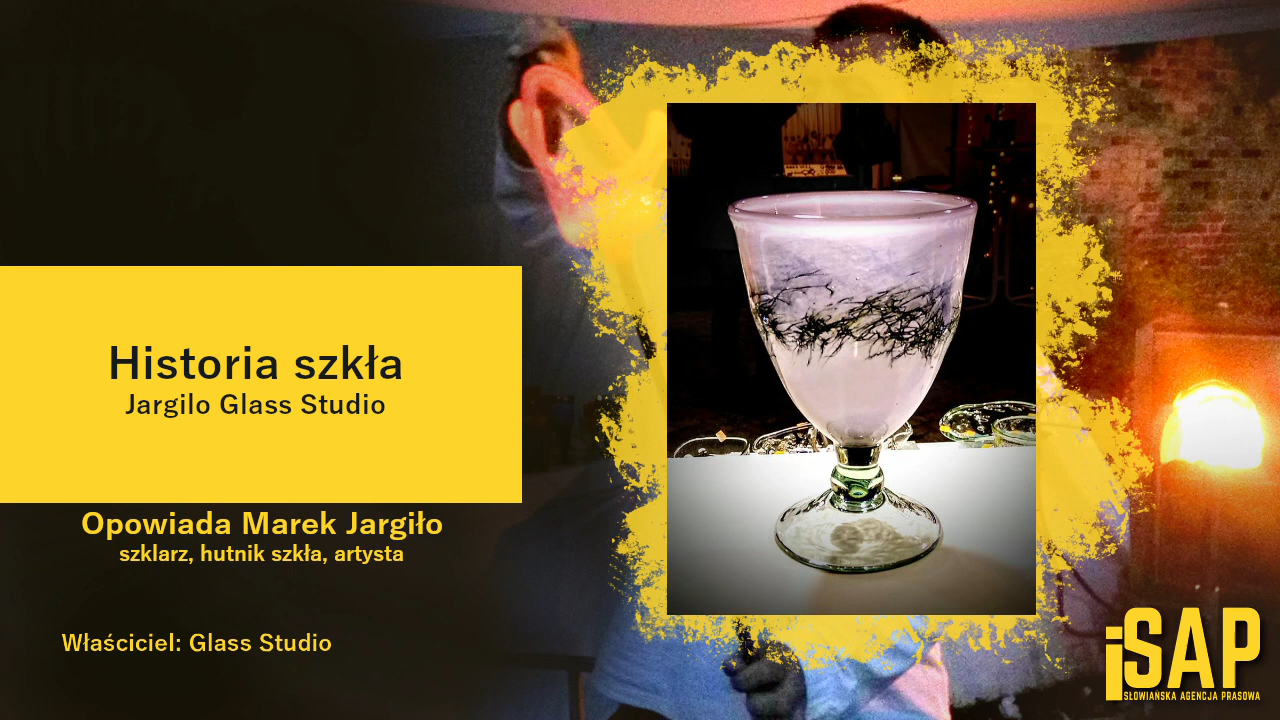 Historia szkła
Jargilo Glass Studio
Opowiada Marek Jargiło
szklarz, hutnik szkła, artysta
Właściciel: Glass Studio
iSAP
SŁOWIAŃSKA AGENCJA PRASOWA